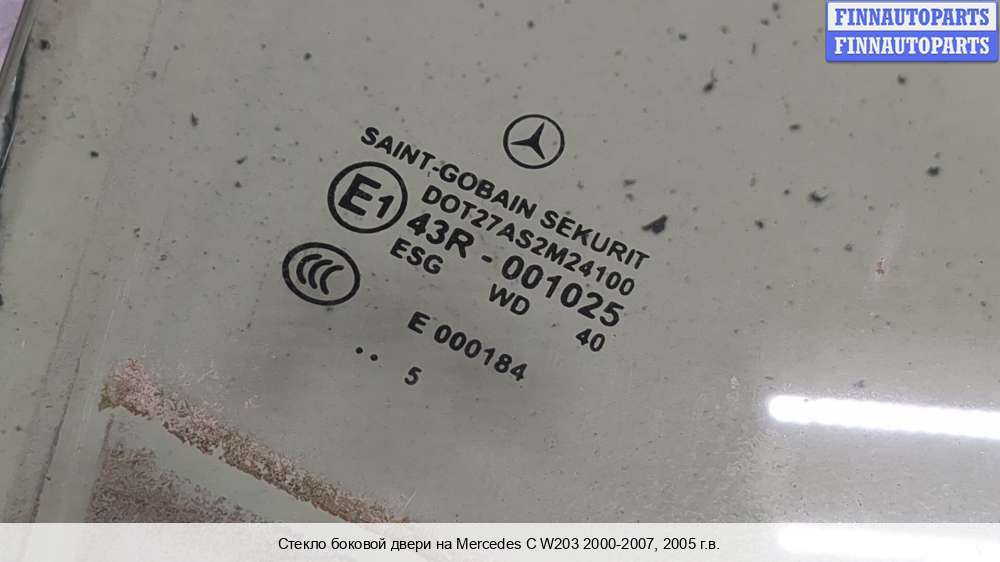 FINNAUTOPARTS
FINNAUTOPARTS
SAINT-GOBAIN SEKURIT
DOT27AS2M24100
E1
43R - 001025
ESG WD 40
CCC
E 000184
.. 5
Стекло боковой двери на Mercedes C W203 2000-2007, 2005 г.в.